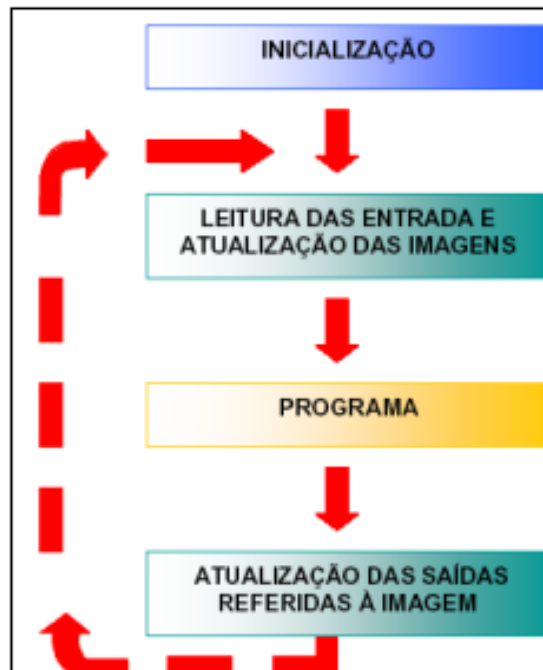 INICIALIZAÇÃO
LEITURA DAS ENTRADA E
ATUALIZAÇÃO DAS IMAGENS
PROGRAMA
ATUALIZAÇÃO DAS SAÍDAS
REFERIDAS À IMAGEM